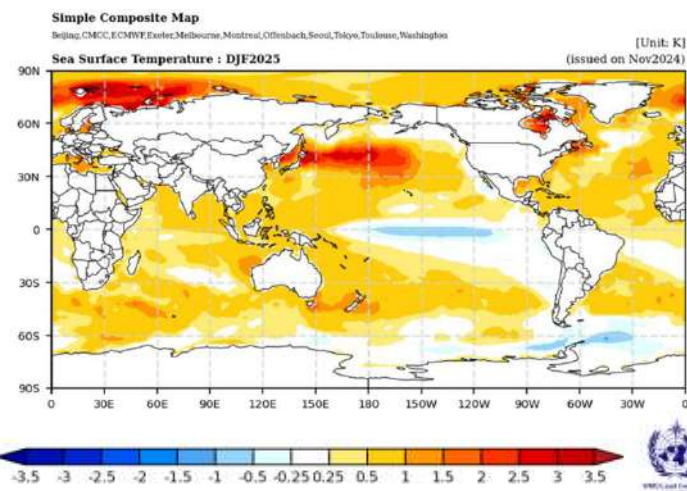 Simple Composite Map
Beijing,CMCC,ECMWF,Exeter,Melbourne,Montreal,Offenbach,Seoul,Tokyo,Toulouse,Washington
[Unit: K]
Sea Surface Temperature : DJF2025
(issued on Nov2024)
90N
60N
30N
0
30S
60S
90S
0 30E 60E 90E 120E 150E 180 150W 120W 90W 60W 30W 0
-3.5 -3 -2.5 -2 -1.5 -1 -0.5 -0.25 0.25 0.5 1 1.5 2 2.5 3 3.5